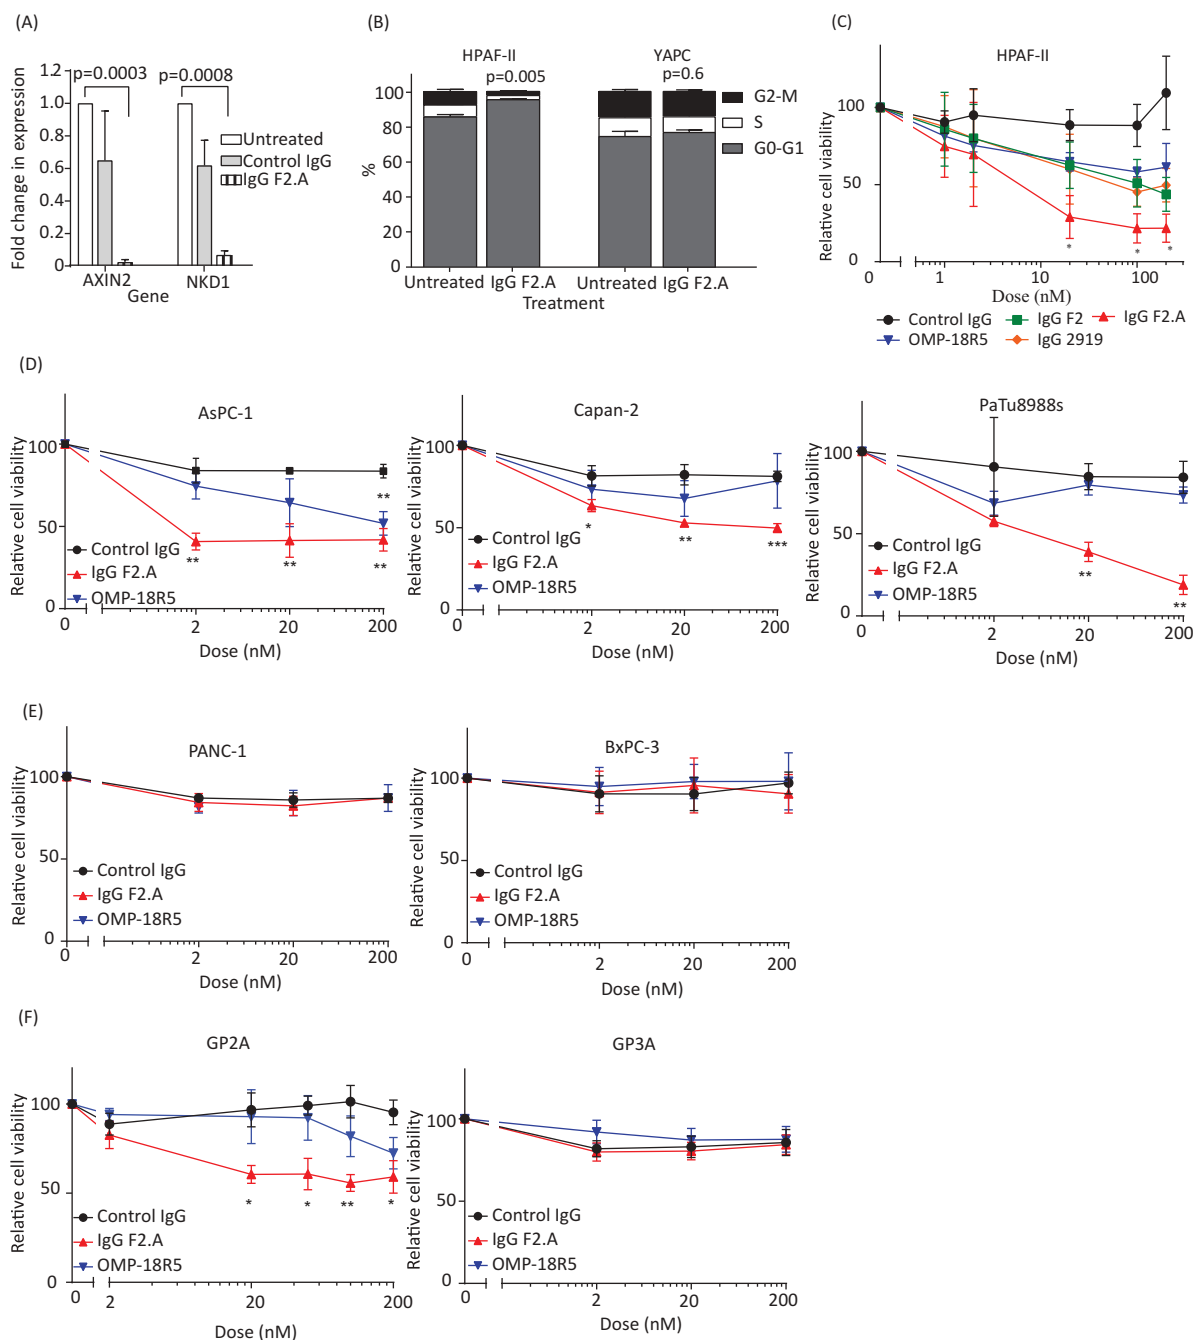 (A)
p=0.0003 p=0.0008
Fold change in expression
1.2
1.0
0.8
0.6
0.4
0.2
0
Untreated
Control IgG
IgG F2.A
AXIN2 NKD1
Gene
(B)
HPAF-II YAPC
p=0.005 p=0.6
%
100
80
60
40
20
0
G2-M
S
G0-G1
Untreated IgG F2.A Untreated IgG F2.A
Treatment
(C)
HPAF-II
Relative cell viability
100
50
0
* * *
0 1 10 100
Dose (nM)
Control IgG IgG F2 IgG F2.A
OMP-18R5 IgG 2919
(D)
AsPC-1
Relative cell viability
100
50
0
**
** ** **
Control IgG
IgG F2.A
OMP-18R5
0 2 20 200
Dose (nM)
Capan-2
Relative cell viability
100
50
0
* ** ***
Control IgG
IgG F2.A
OMP-18R5
0 2 20 200
Dose (nM)
PaTu8988s
Relative cell viability
100
50
0
** **
Control IgG
IgG F2.A
OMP-18R5
0 2 20 200
Dose (nM)
(E)
PANC-1
Relative cell viability
100
50
0
Control IgG
IgG F2.A
OMP-18R5
0 2 20 200
Dose (nM)
BxPC-3
Relative cell viability
100
50
0
Control IgG
IgG F2.A
OMP-18R5
0 2 20 200
Dose (nM)
(F)
GP2A
Relative cell viability
100
50
0
* * ** *
Control IgG
IgG F2.A
OMP-18R5
0 2 20 200
Dose (nM)
GP3A
Relative cell viability
100
50
0
Control IgG
IgG F2.A
OMP-18R5
0 2 20 200
Dose (nM)